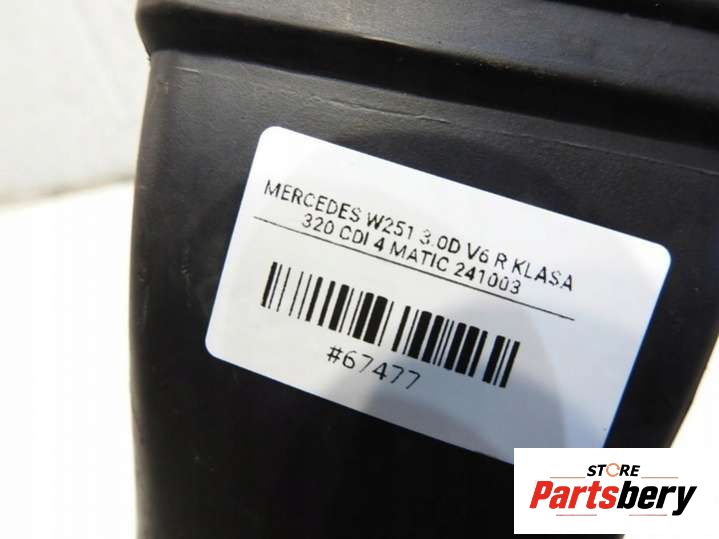 MERCEDES W251 3.0D V6 R KLASA
320 CDI 4 MATIC 241003
#67477
STORE
Partsbery